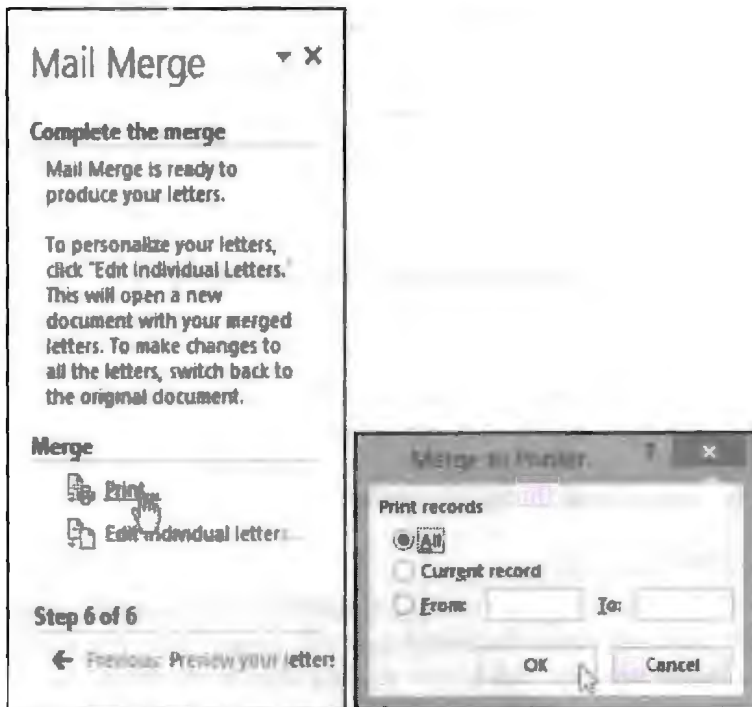 Mail Merge
Complete the merge
Mail Merge is ready to
produce your letters.
To personalize your letters,
click "Edit Individual Letters."
This will open a new
document with your merged
letters. To make changes to
all the letters, switch back to
the original document.
Merge
Print...
Edit individual letter...
Step 6 of 6
Previous: Preview your letters
Merge to Printer
?
Print records
All
Current record
From:
To:
OK
Cancel